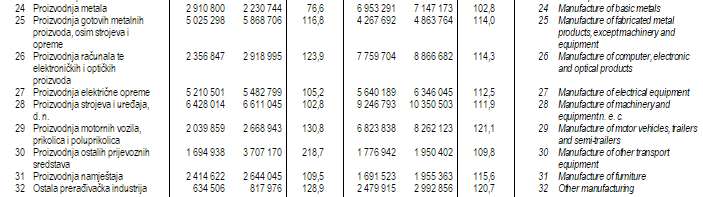 24 Proizvodnja metala 2 910 800 2 230 744 76,6 6 953 291 7 147 173 102,8 24 Manufacture of basic metals
25 Proizvodnja gotovih metalnih 5 025 298 5 868 706 116,8 4 267 692 4 863 764 114,0 25 Manufacture of fabricated metal
proizvoda, osim strojeva i products, except machinery and
opreme equipment
26 Proizvodnja računala te 2 356 847 2 918 995 123,9 7 759 704 8 866 682 114,3 26 Manufacture of computer, electronic
elektroničkih i optičkih and optical products
proizvoda
27 Proizvodnja električne opreme 5 210 501 5 482 799 105,2 5 640 189 6 346 045 112,5 27 Manufacture of electrical equipment
28 Proizvodnja strojeva i uređaja, 6 428 014 6 611 045 102,8 9 246 793 10 350 503 111,9 28 Manufacture of machinery and
d. n. equipment n. e. c
29 Proizvodnja motornih vozila, 2 039 859 2 668 943 130,8 6 823 838 8 262 123 121,1 29 Manufacture of motor vehicles, trailers
prikolica i poluprikolica and semi-trailers
30 Proizvodnja ostalih prijevoznih 1 694 938 3 707 170 218,7 1 776 942 1 950 402 109,8 30 Manufacture of other transport
sredstava equipment
31 Proizvodnja namještaja 2 414 622 2 644 045 109,5 1 691 523 1 955 363 115,6 31 Manufacture of furniture
32 Ostala prerađivačka industrija 634 506 817 976 128,9 2 479 915 2 992 856 120,7 32 Other manufacturing